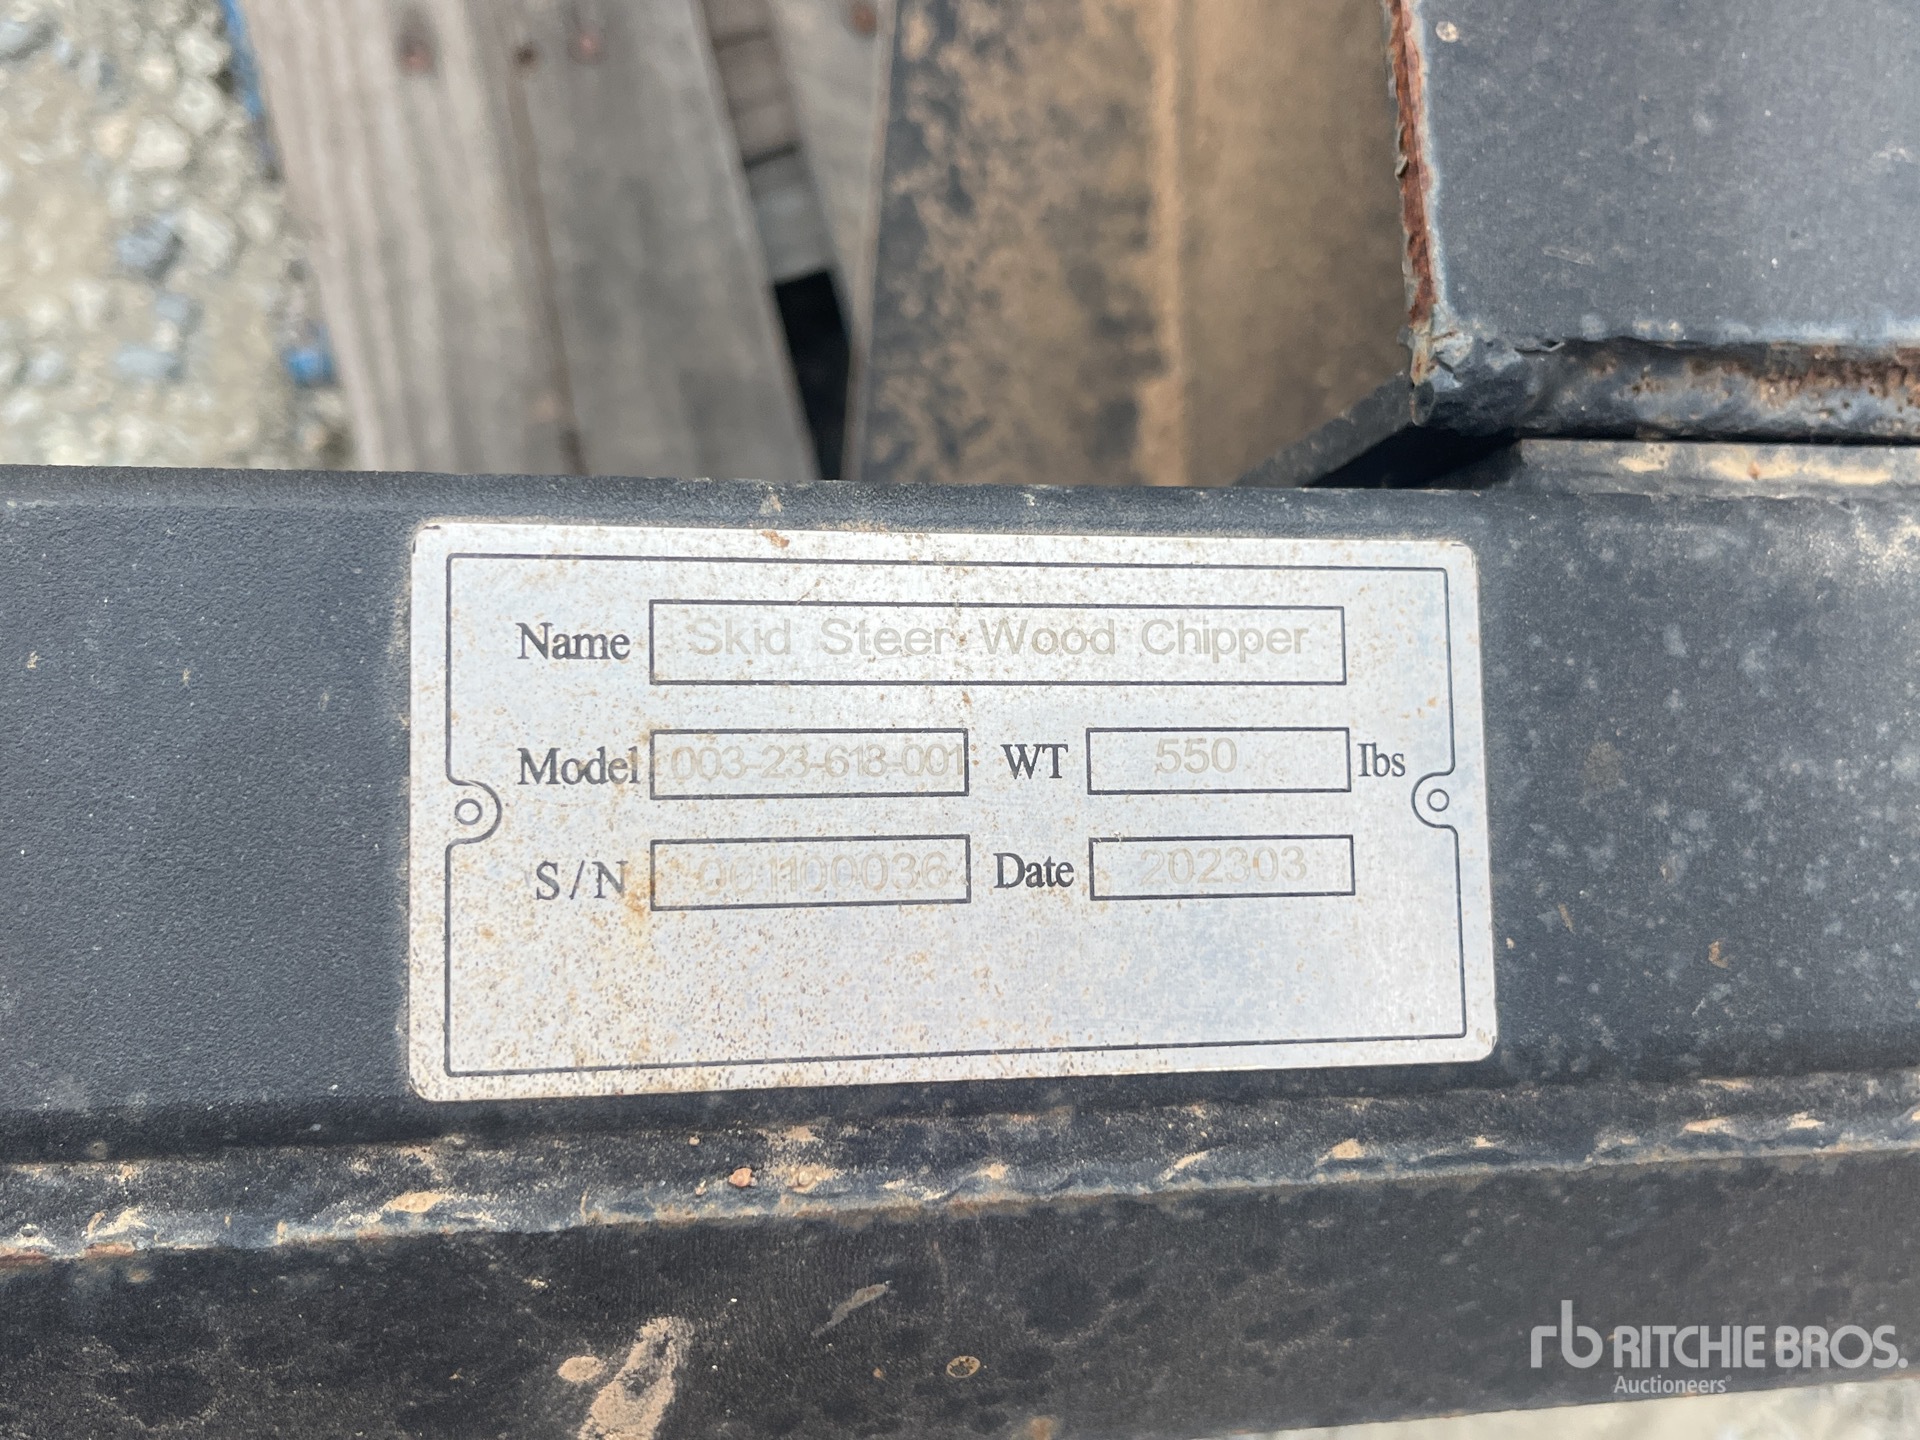 Name Skid Steer Wood Chipper
Model 003-23-618-001 WT 550 Ibs
S/N 001100036 Date 202303
rb RITCHIE BROS.
Auctioneers